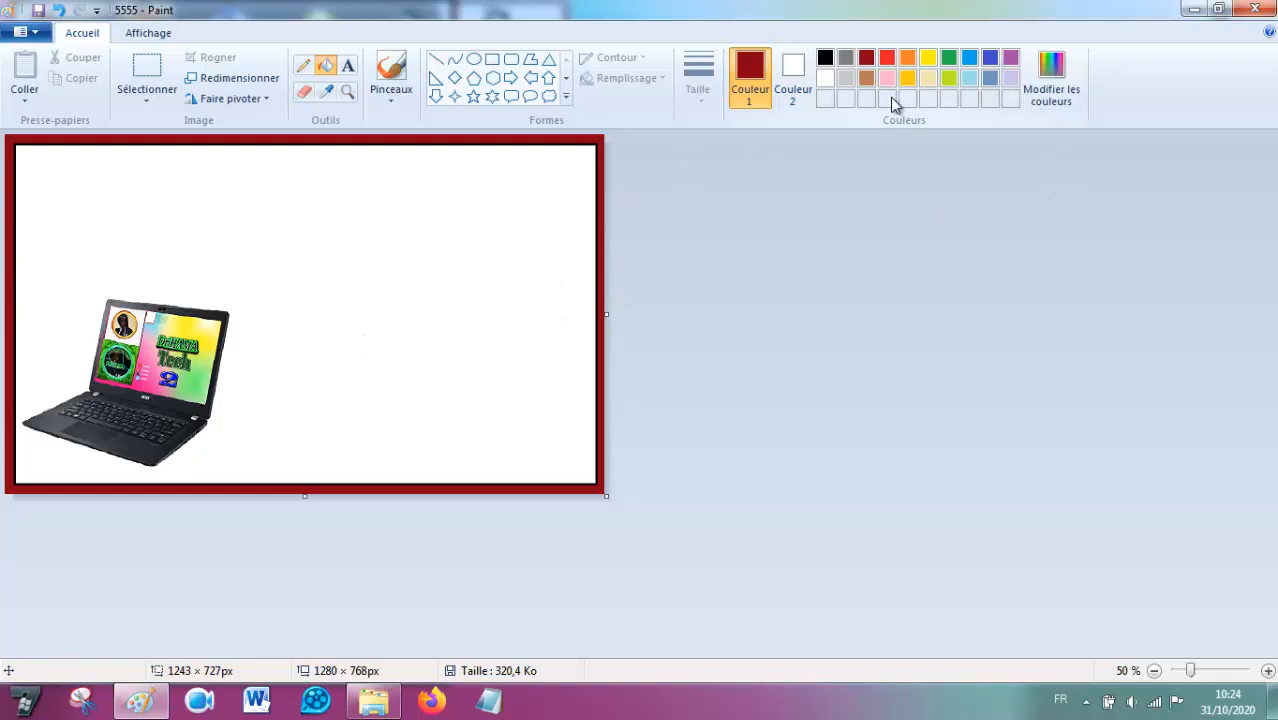 5555 - Paint
Accueil
Affichage
Coller
Couper
Copier
Presse-papiers
Sélectionner
Rogner
Redimensionner
Faire pivoter
Image
Outils
Pinceaux
Contour
Remplissage
Formes
Taille
Couleur 1
Couleur 2
Modifier les couleurs
Couleurs
Tech
2
1243 × 727px
1280 × 768px
Taille : 320,4 Ko
50 %
FR
10:24
31/10/2020